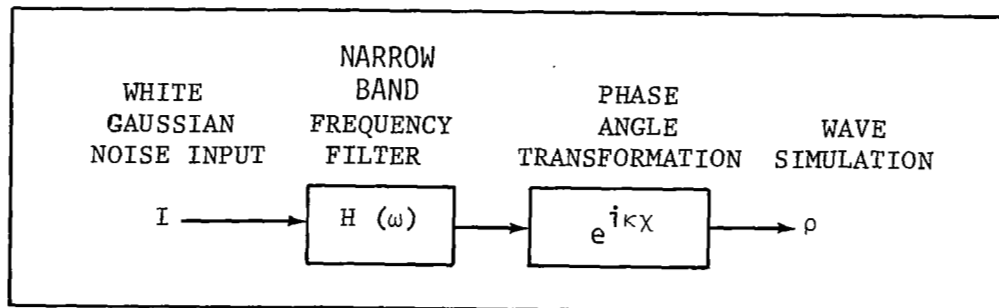 WHITE
GAUSSIAN
NOISE INPUT
NARROW
BAND
FREQUENCY
FILTER
PHASE
ANGLE
TRANSFORMATION
WAVE
SIMULATION
I
H (ω)
e^{iκχ}
ρ